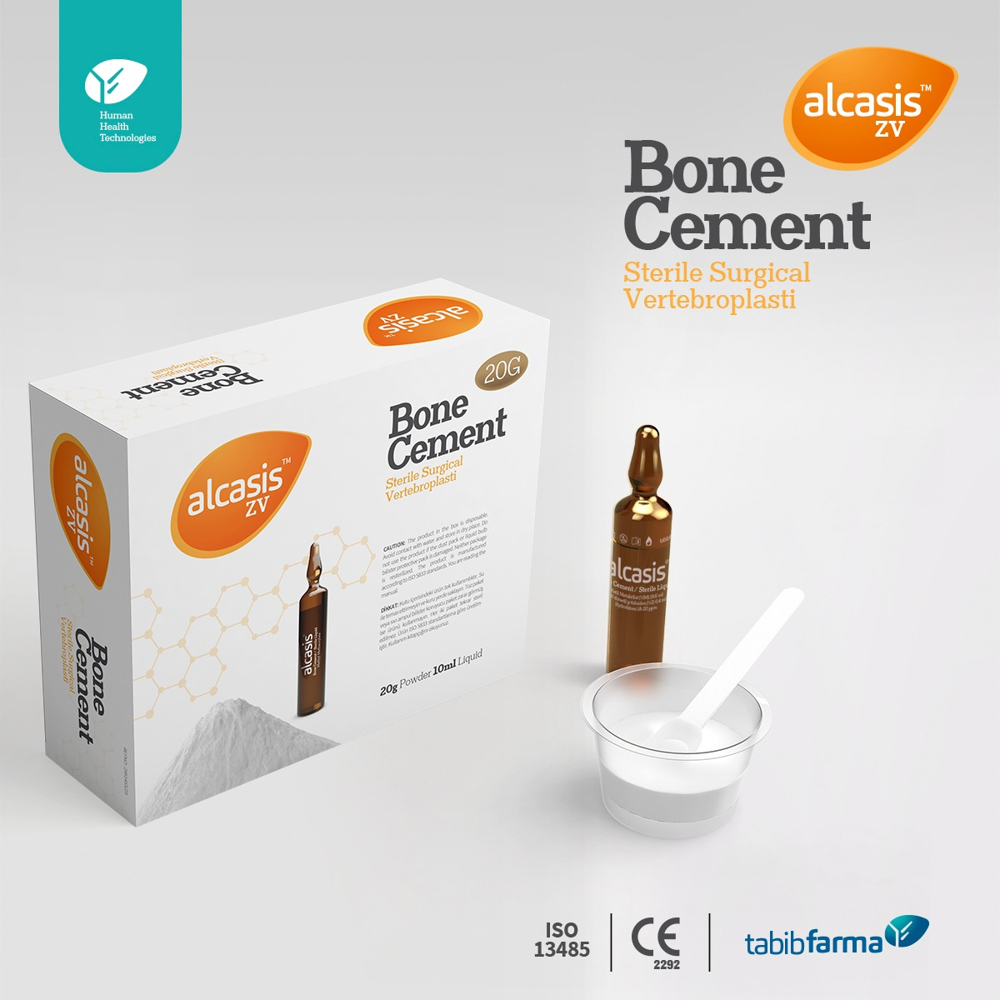 Human
Health
Technologies
alcasis™
ZV
Bone
Cement
Sterile Surgical
Vertebroplasti
alcasis™
ZV
Bone
Cement
Sterile Surgical
Vertebroplasti
alcasis™
ZV
Bone
Cement
Sterile Surgical
Vertebroplasti
alcasis™
ZV
20G
Bone
Cement
Sterile Surgical
Vertebroplasti
CAUTION: The product in the box is disposable.
Avoid contact with water and store in dry place. Do
not use the product if the dust pack or liquid bulb
blister protective pack is damaged. Neither package
is resterilized. The product is manufactured
according to ISO 5833 standards. You are reading the
manual.
DİKKAT: Kutu içerisindeki ürün tek kullanımlıktır. Su
ile temas ettirmeyin ve kuru yerde saklayın. Toz paket
veya sıvı ampul blister koruyucu paket zarar görmüş
ise ürünü kullanmayın. Her iki paket tekrar steril
edilmez. Ürün ISO 5833 standartlarına göre üretilm-
iştir. Kullanım kitapçığını okuyunuz.
20g Powder 10ml Liquid
alcasis
alcasis
Cement / Sterile Liqu
ISO
13485
CE
2292
tabibfarma